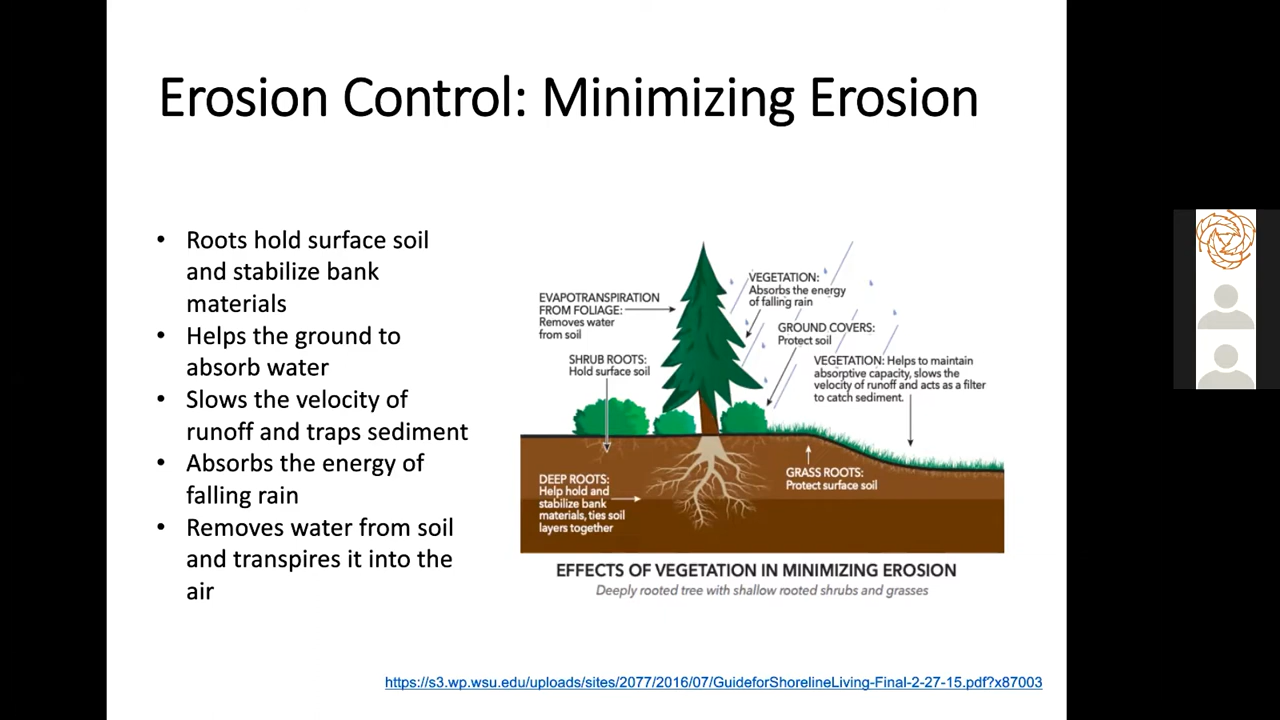 Erosion Control: Minimizing Erosion
• Roots hold surface soil
and stabilize bank
materials
• Helps the ground to
absorb water
• Slows the velocity of
runoff and traps sediment
• Absorbs the energy of
falling rain
• Removes water from soil
and transpires it into the
air
EVAPOTRANSPIRATION
FROM FOLIAGE:
Removes water
from soil
SHRUB ROOTS:
Hold surface soil
VEGETATION:
Absorbs the energy
of falling rain
GROUND COVERS:
Protect soil
VEGETATION: Helps to maintain
absorptive capacity, slows the
velocity of runoff and acts as a filter
to catch sediment.
DEEP ROOTS:
Help hold and
stabilize bank
materials, ties soil
layers together
GRASS ROOTS:
Protect surface soil
EFFECTS OF VEGETATION IN MINIMIZING EROSION
Deeply rooted tree with shallow rooted shrubs and grasses
https://s3.wp.wsu.edu/uploads/sites/2077/2016/07/GuideforShorelineLiving-Final-2-27-15.pdf?x87003